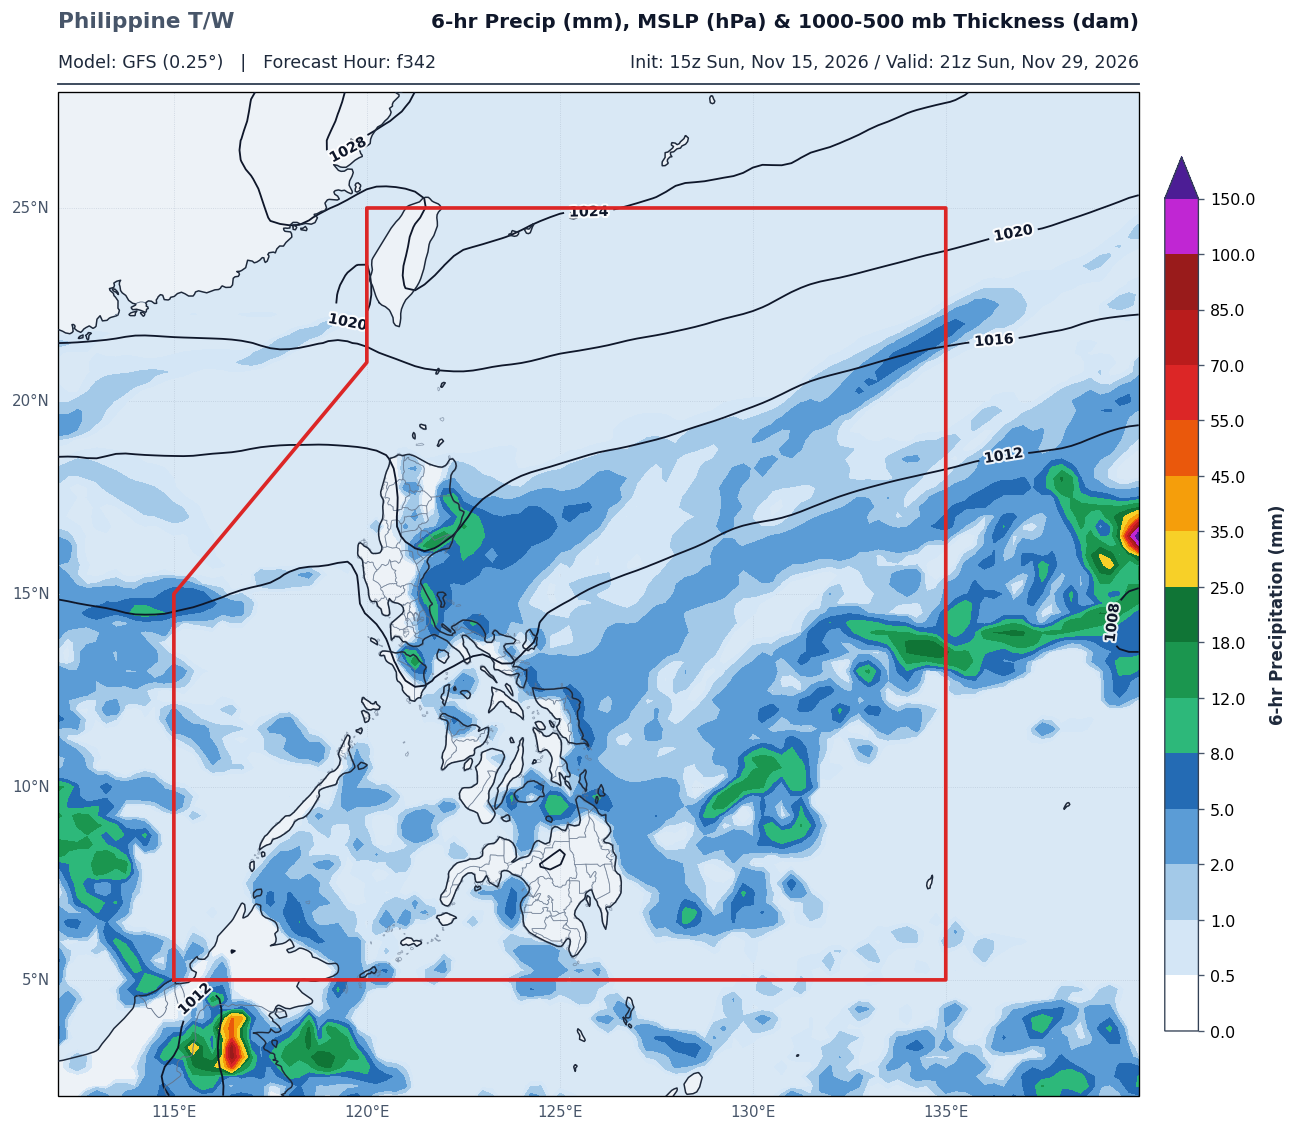 Philippine T/W
6-hr Precip (mm), MSLP (hPa) & 1000-500 mb Thickness (dam)
Model: GFS (0.25°) | Forecast Hour: f342
Init: 15z Sun, Nov 15, 2026 / Valid: 21z Sun, Nov 29, 2026
1028
25°N
1024
1020
1020
1016
20°N
1012
15°N
1008
10°N
5°N
1012
115°E
120°E
125°E
130°E
135°E
150.0
100.0
85.0
70.0
55.0
45.0
35.0
25.0
18.0
12.0
8.0
5.0
2.0
1.0
0.5
0.0
6-hr Precipitation (mm)